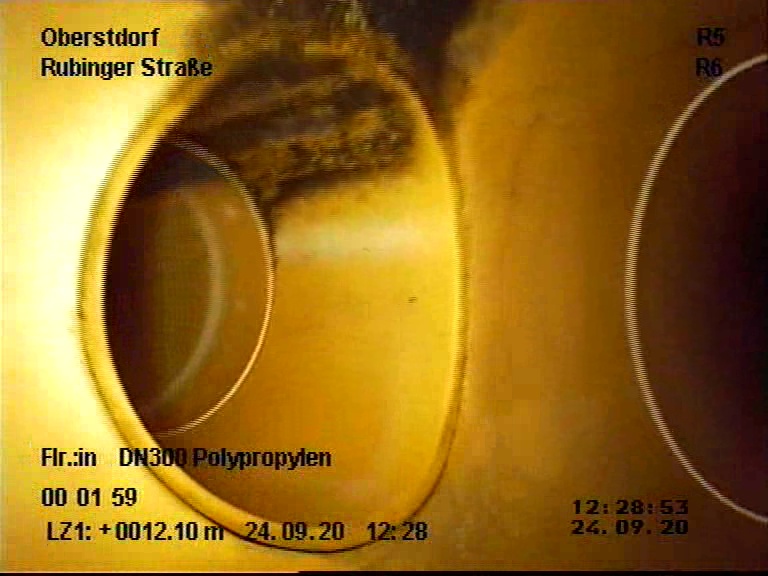 Oberstdorf
Rubinger Straße
R5
R6
Flr.:in DN300 Polypropylen
00 01 59
LZ1: +0012.10 m 24.09.20 12:28
12:28:53
24.09.20